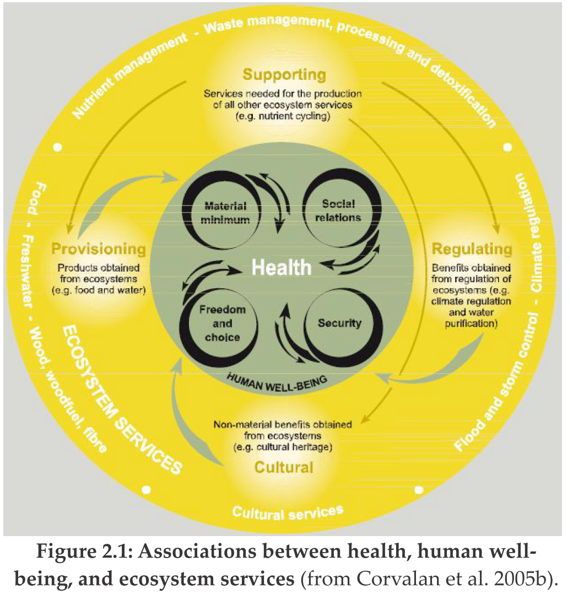 Nutrient management - Waste management, processing and detoxification
Supporting
Services needed for the production
of all other ecosystem services
(e.g. nutrient cycling)
Food - Freshwater - Wood, woodfuel, fibre
Provisioning
Products obtained
from ecosystems
(e.g. food and water)
Material
minimum
Social
relations
Health
Freedom
and
choice
Security
HUMAN WELL-BEING
Regulating
Benefits obtained
from regulation of
ecosystems (e.g.
climate regulation
and water
purification)
Flood and storm control - Climate regulation
ECOSYSTEM SERVICES
Non-material benefits obtained
from ecosystems
(e.g. cultural heritage)
Cultural
Cultural services
Figure 2.1: Associations between health, human well-
being, and ecosystem services (from Corvalan et al. 2005b).